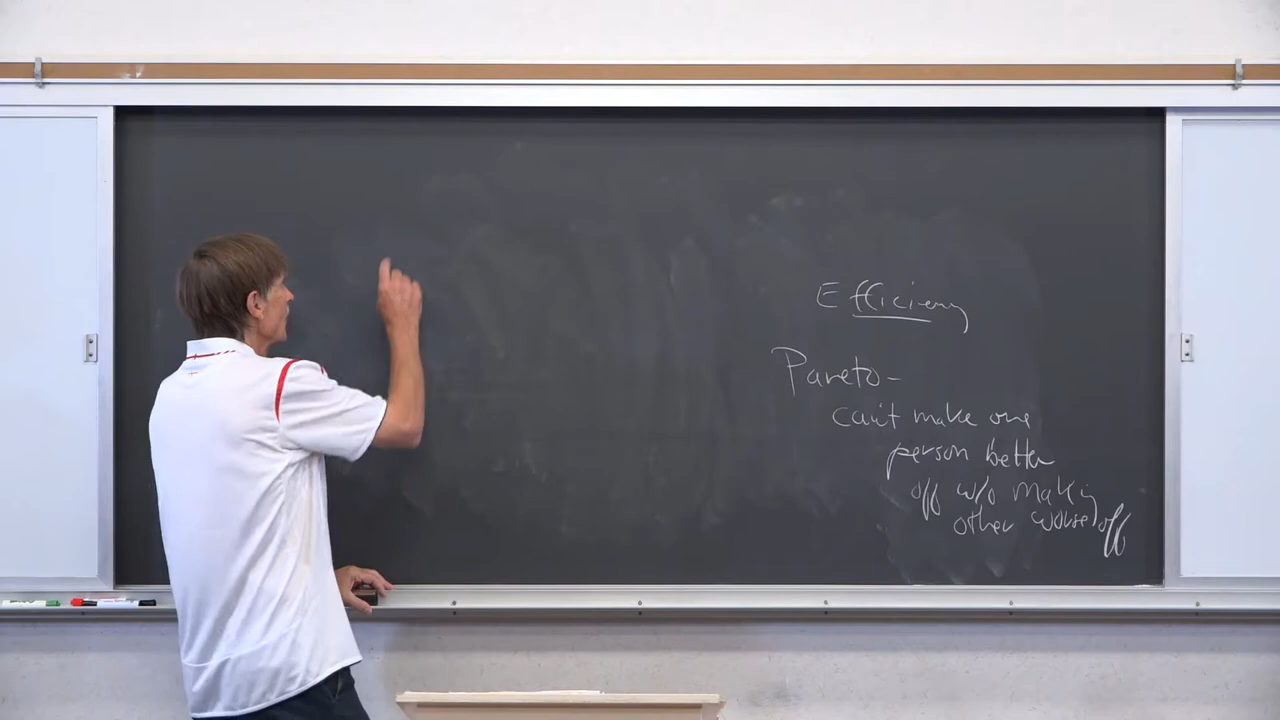 Efficiency
Pareto -
can't make one
person better
off w/o making
other worse off